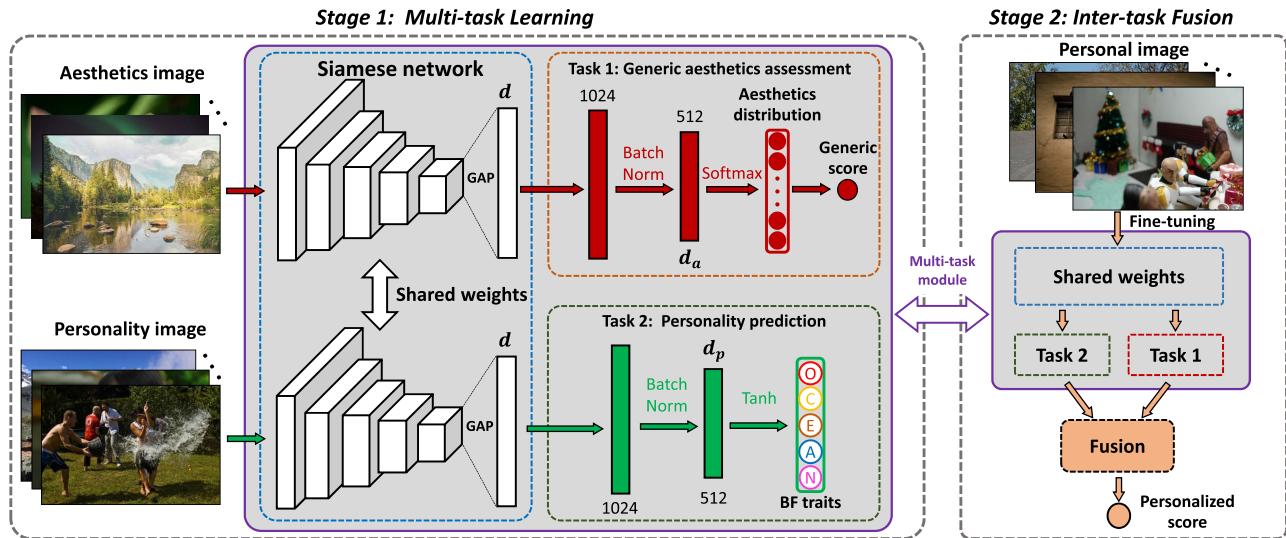 Stage 1: Multi-task Learning
Aesthetics image
Siamese network
d
GAP
Task 1: Generic aesthetics assessment
1024
Batch
Norm
512
d_a
Softmax
Aesthetics
distribution
Generic
score
Shared weights
Personality image
d
GAP
Task 2: Personality prediction
1024
Batch
Norm
d_p
512
Tanh
O
C
E
A
N
BF traits
Multi-task
module
Stage 2: Inter-task Fusion
Personal image
Fine-tuning
Shared weights
Task 2
Task 1
Fusion
Personalized
score